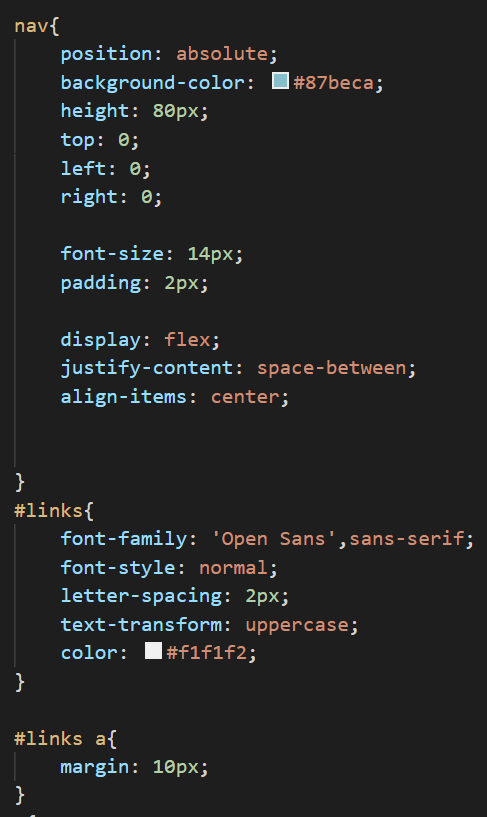 nav{
    position: absolute;
    background-color: #87beca;
    height: 80px;
    top: 0;
    left: 0;
    right: 0;

    font-size: 14px;
    padding: 2px;

    display: flex;
    justify-content: space-between;
    align-items: center;


}
#links{
    font-family: 'Open Sans',sans-serif;
    font-style: normal;
    letter-spacing: 2px;
    text-transform: uppercase;
    color: #f1f1f2;
}

#links a{
    margin: 10px;
}